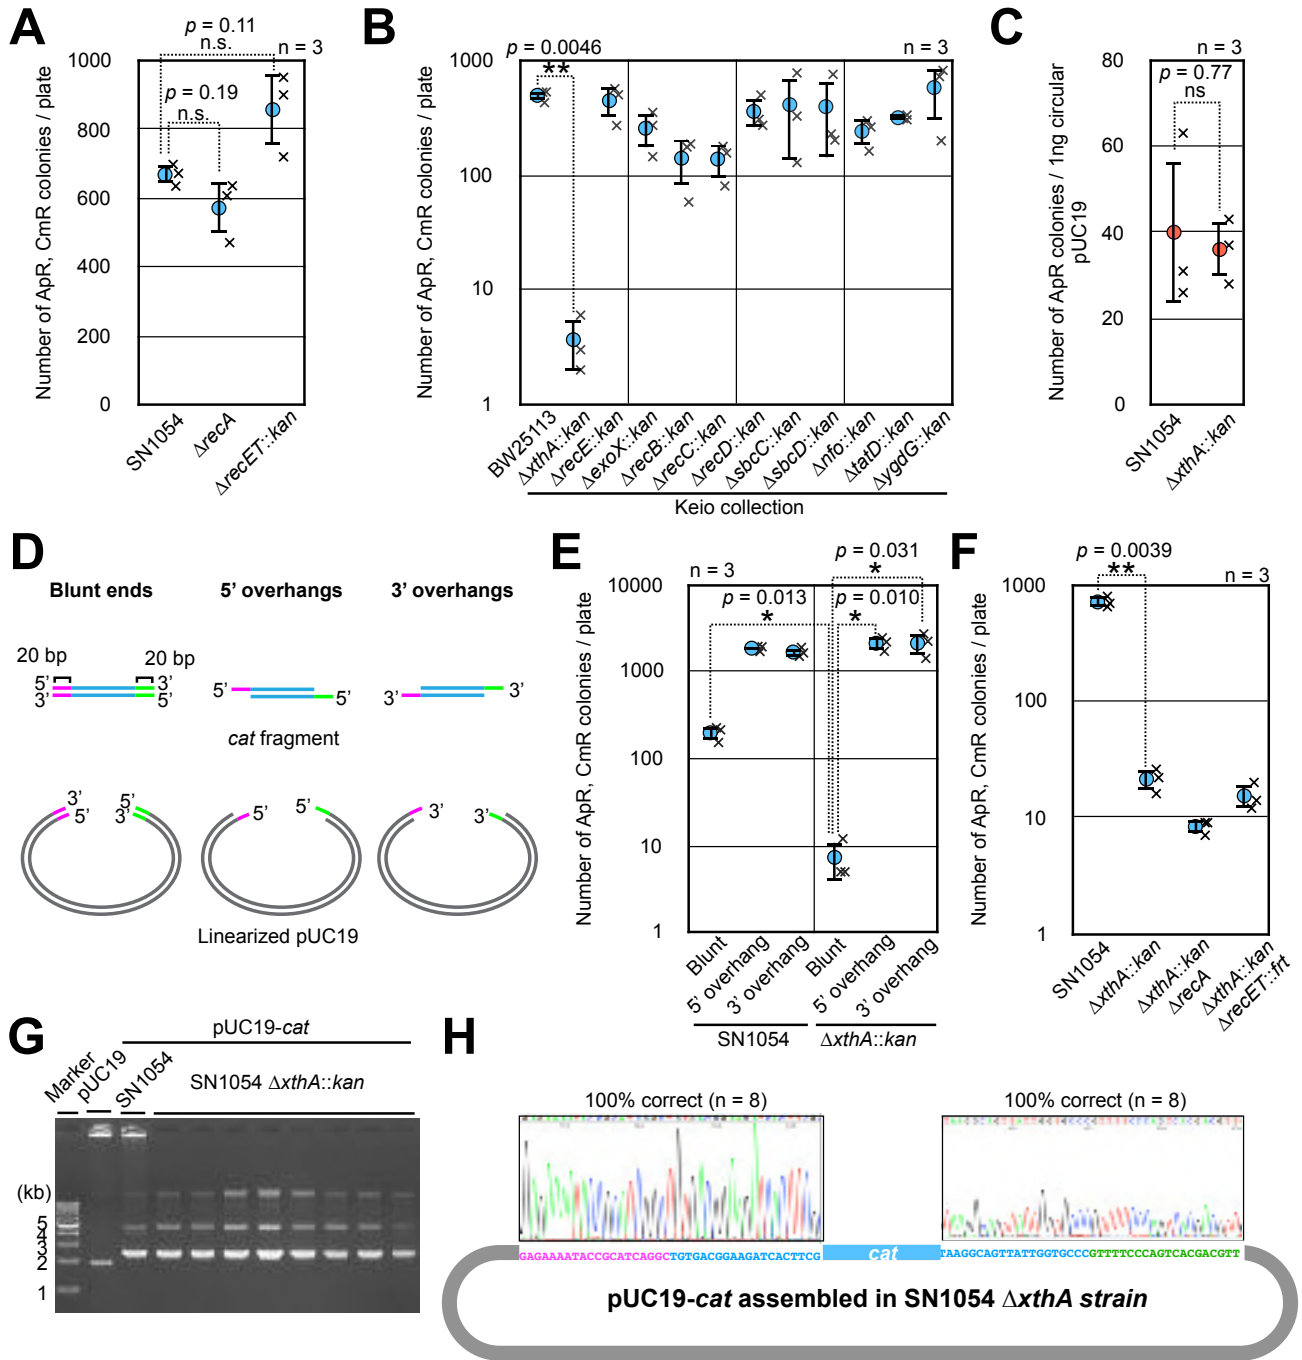 A
p = 0.11
n.s.
n = 3
p = 0.19
n.s.
Number of ApR, CmR colonies / plate
1000
800
600
400
200
0
SN1054
ΔrecA
ΔrecET::kan
B
p = 0.0046
**
n = 3
Number of ApR, CmR colonies / plate
1000
100
10
1
BW25113
ΔxthA::kan
ΔrecE::kan
ΔexoX::kan
ΔrecB::kan
ΔrecC::kan
ΔrecD::kan
ΔsbcC::kan
ΔsbcD::kan
Δnfo::kan
ΔtatD::kan
ΔygdG::kan
Keio collection
C
n = 3
p = 0.77
ns
Number of ApR colonies / 1ng circular
pUC19
80
60
40
20
0
SN1054
ΔxthA::kan
D
Blunt ends
5’ overhangs
3’ overhangs
20 bp
20 bp
5’
3’
3’
5’
5’
5’
3’
3’
cat fragment
3’
5’
5’
3’
5’
5’
3’
3’
Linearized pUC19
E
n = 3
p = 0.031
*
p = 0.013
*
p = 0.010
*
Number of ApR, CmR colonies / plate
10000
1000
100
10
1
Blunt
5’ overhang
3’ overhang
Blunt
5’ overhang
3’ overhang
SN1054
ΔxthA::kan
F
p = 0.0039
**
n = 3
Number of ApR, CmR colonies / plate
1000
100
10
1
SN1054
ΔxthA::kan
ΔxthA::kan
ΔrecA
ΔxthA::kan
ΔrecET::frt
G
pUC19-cat
Marker
pUC19
SN1054
SN1054 ΔxthA::kan
(kb)
5
4
3
2
1
H
100% correct (n = 8)
100% correct (n = 8)
GAGAAAATACCGCATCAGGCTGTGACGGAAGATCACTTCG
cat
TAAGGCAGTTATTGGTGCCCGTTTTCCCAGTCACGACGTT
pUC19-cat assembled in SN1054 ΔxthA strain